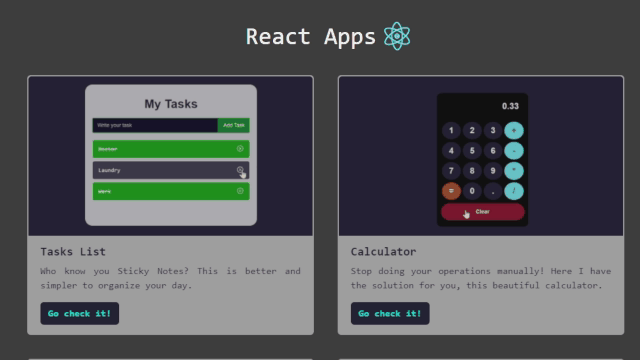 React Apps
My Tasks
Write your task
Add Task
Laundry
0.33
1 2 3 +
4 5 6 -
7 8 9 *
= 0 . /
Clear
Tasks List
Who know you Sticky Notes? This is better and
simpler to organize your day.
Go check it!
Calculator
Stop doing your operations manually! Here I have
the solution for you, this beautiful calculator.
Go check it!